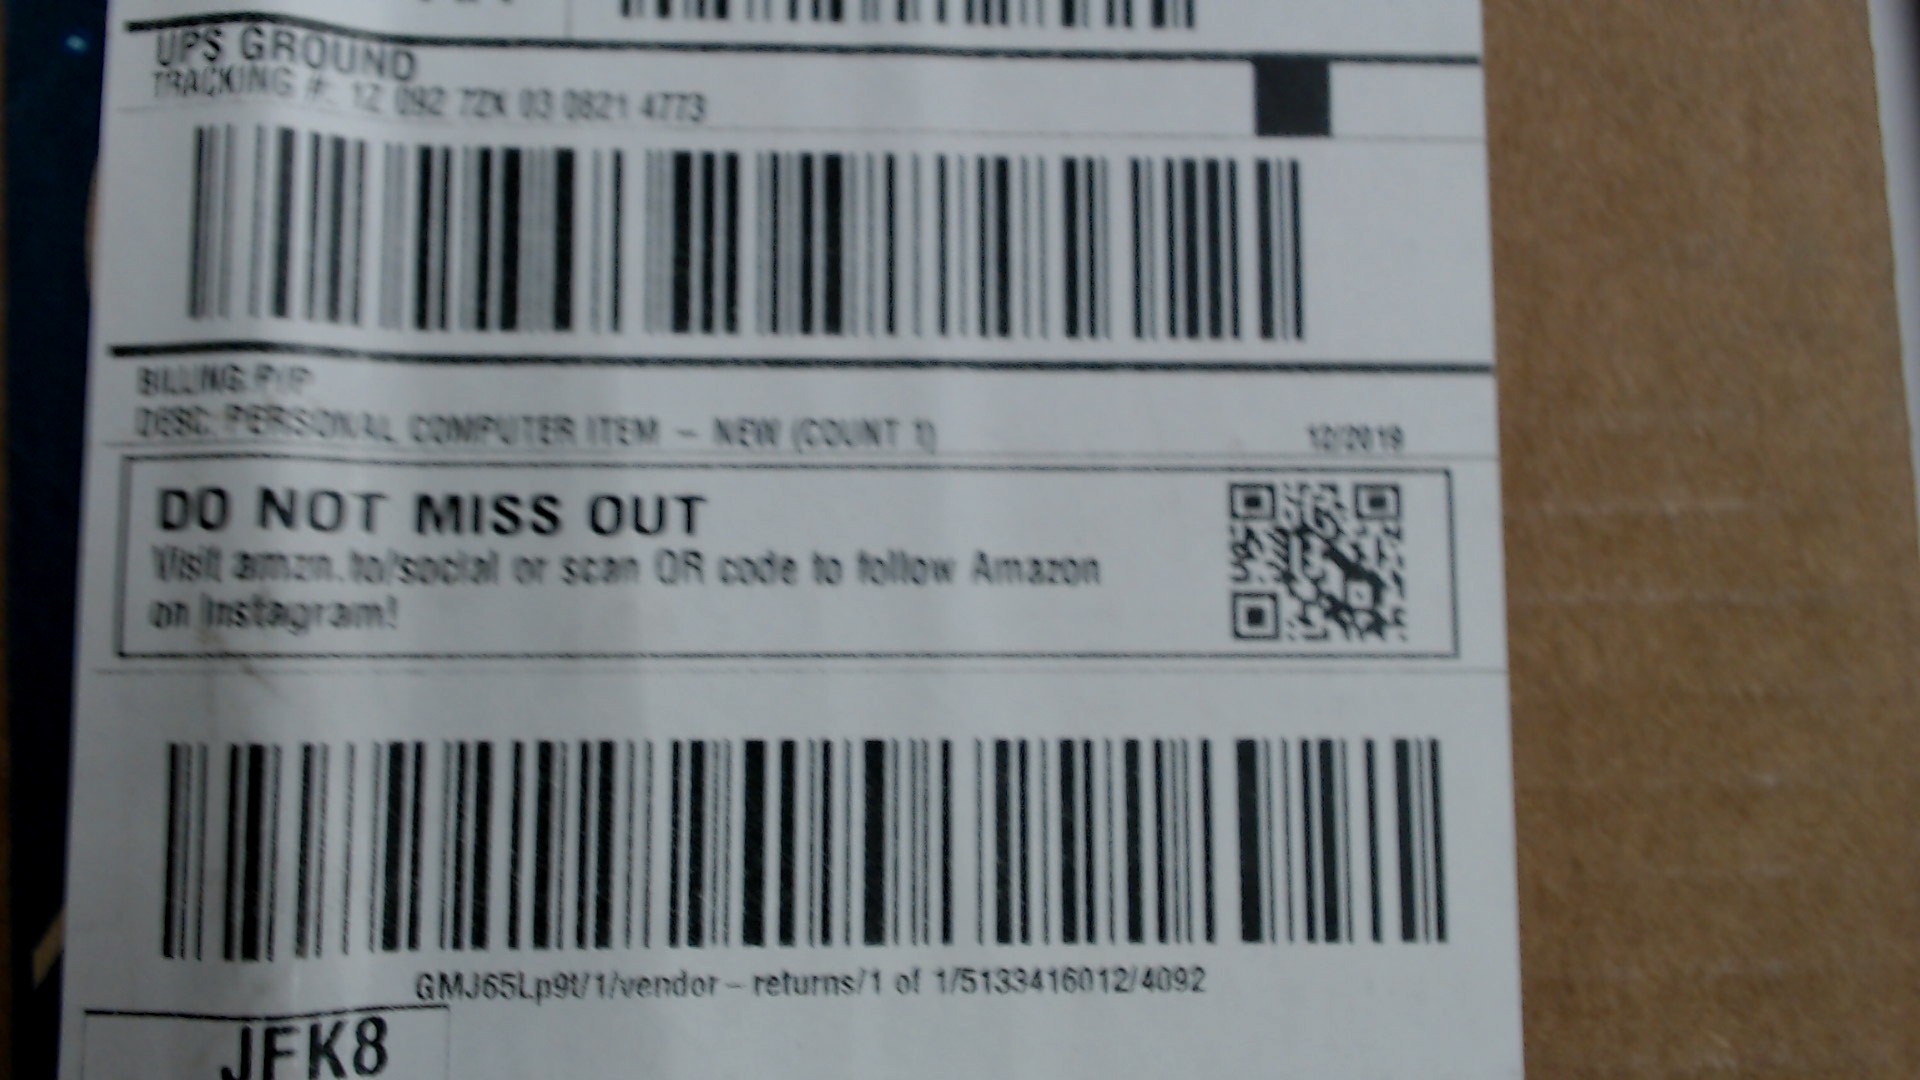 UPS GROUND
TRACKING #: 1Z 092 72X 03 0821 4773
BILLING: P/P
DESC: PERSONAL COMPUTER ITEM - NEW (COUNT 1)
12/2019
DO NOT MISS OUT
Visit amzn.to/social or scan QR code to follow Amazon
on Instagram!
GMJ65Lp9t/1/vendor-returns/1 of 1/5133416012/4092
JFK8